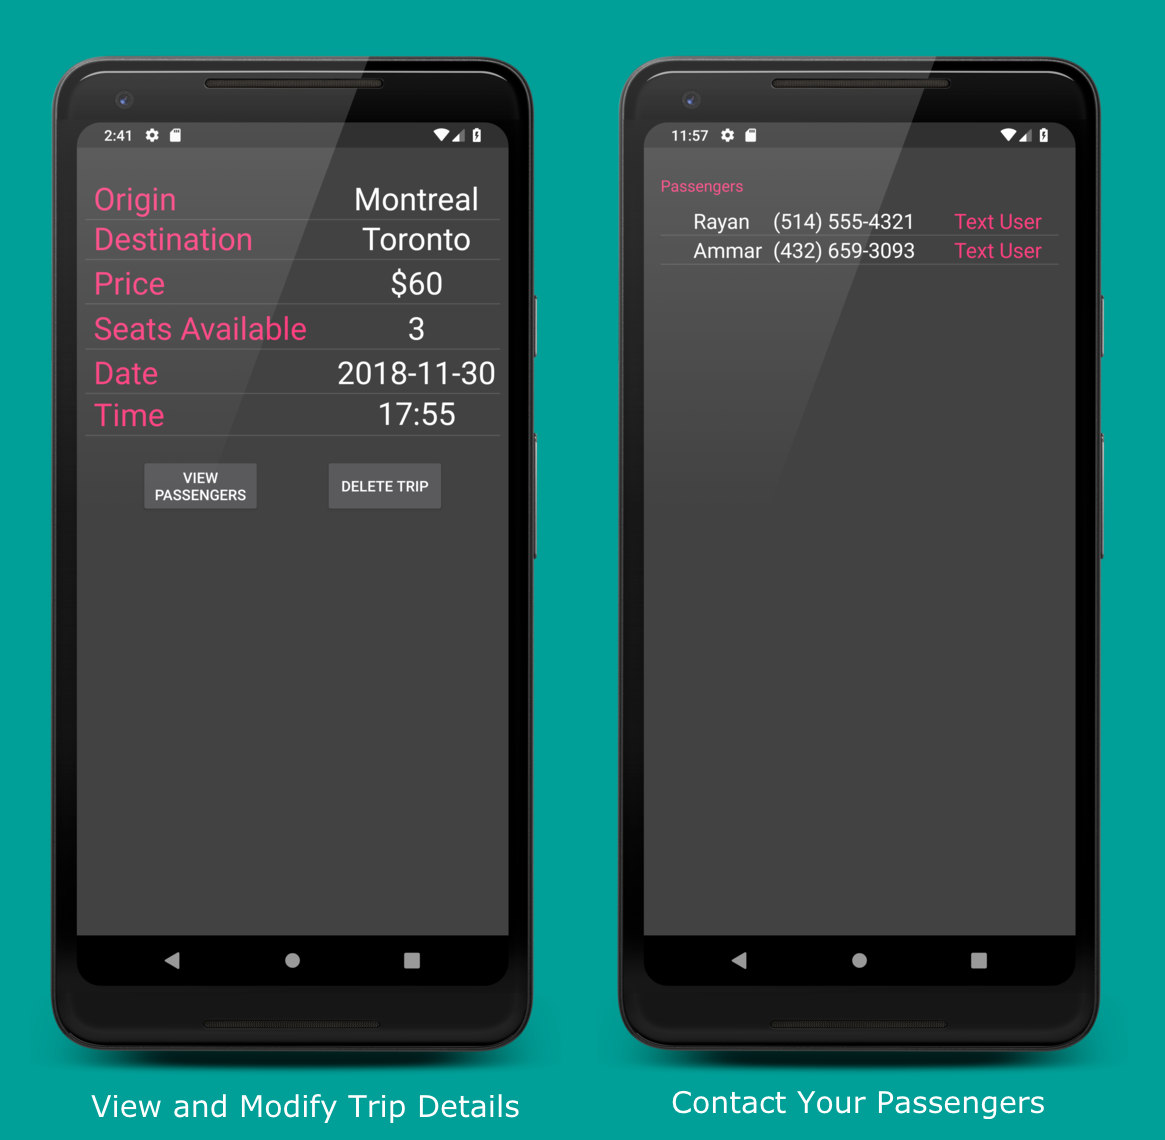 2:41
Origin Montreal
Destination Toronto
Price $60
Seats Available 3
Date 2018-11-30
Time 17:55
VIEW
PASSENGERS
DELETE TRIP
View and Modify Trip Details
11:57
Passengers
Rayan (514) 555-4321 Text User
Ammar (432) 659-3093 Text User
Contact Your Passengers